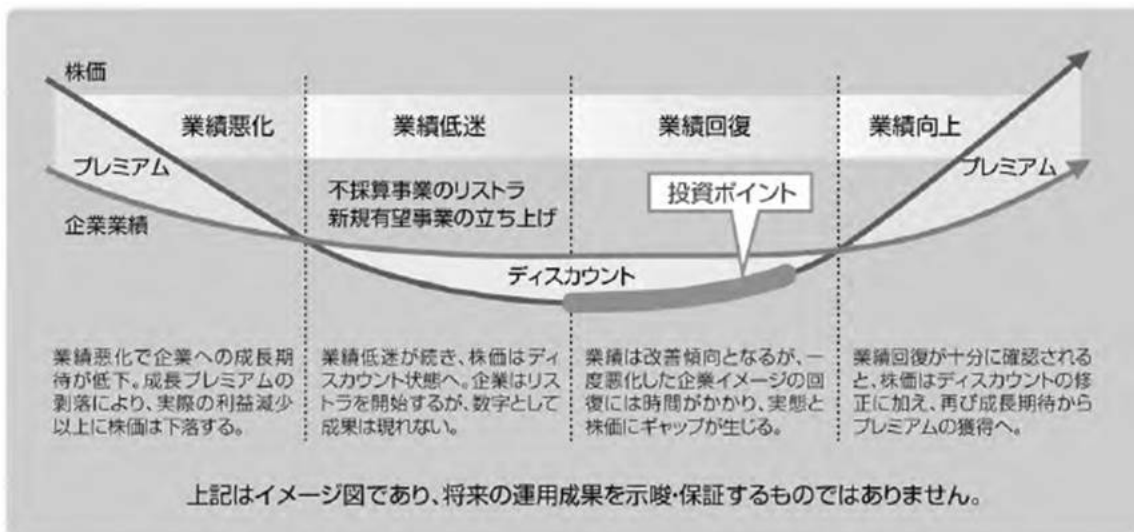 株価
業績悪化
業績低迷
業績回復
業績向上
プレミアム
プレミアム
企業業績
不採算事業のリストラ
新規有望事業の立ち上げ
投資ポイント
ディスカウント
業績悪化で企業への成長期
待が低下。成長プレミアムの
剥落により、実際の利益減少
以上に株価は下落する。
業績低迷が続き、株価はディ
スカウント状態へ。企業はリス
トラを開始するが、数字として
成果は現れない。
業績は改善傾向となるが、一
度悪化した企業イメージの回
復には時間がかかり、実態と
株価にギャップが生じる。
業績回復が十分に確認される
と、株価はディスカウントの修
正に加え、再び成長期待から
プレミアムの獲得へ。
上記はイメージ図であり、将来の運用成果を示唆・保証するものではありません。